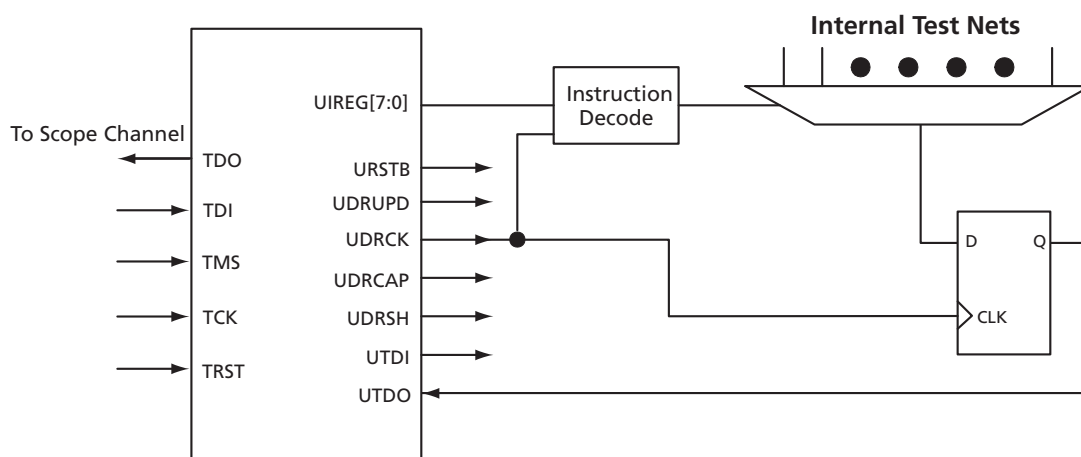 Internal Test Nets
UIREG[7:0]
Instruction
Decode
To Scope Channel
TDO
URSTB
UDRUPD
TDI
UDRCK
D
Q
TMS
UDRCAP
TCK
UDRSH
CLK
UTDI
TRST
UTDO